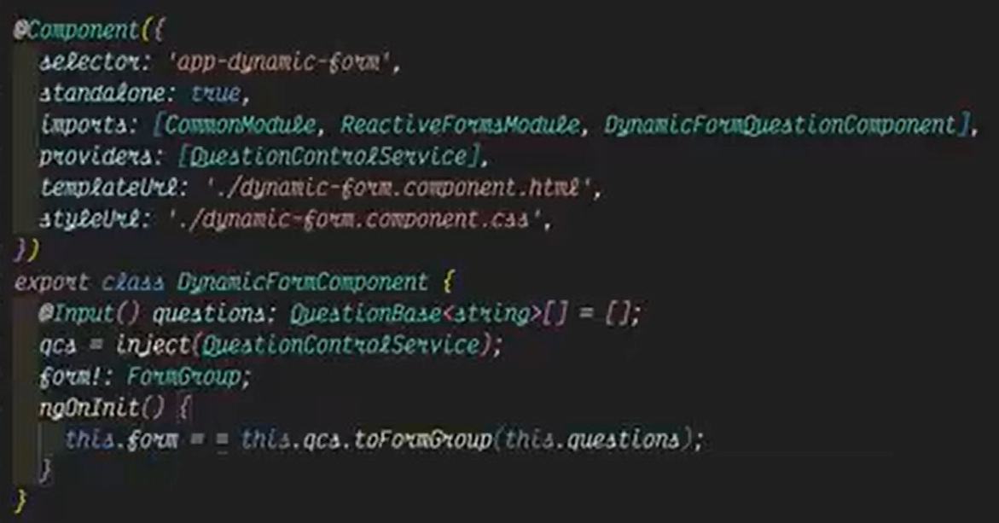 @Component({
selector: 'app-dynamic-form',
standalone: true,
imports: [CommonModule, ReactiveFormsModule, DynamicFormQuestionComponent],
providers: [QuestionControlService],
templateUrl: './dynamic-form.component.html',
styleUrl: './dynamic-form.component.css',
})
export class DynamicFormComponent {
@Input() questions: QuestionBase<string>[] = [];
qcs = inject(QuestionControlService);
form!: FormGroup;
ngOnInit() {
this.form = = this.qcs.toFormGroup(this.questions);
}
}